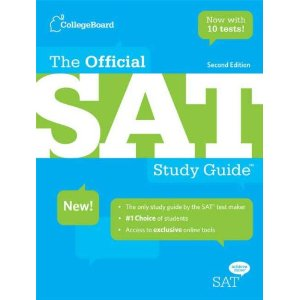 CollegeBoard
Now with
10 tests!
The Official
Second Edition
SAT
Study Guide™
New!
• The only study guide by the SAT® test maker
• #1 Choice of students
• Access to exclusive online tools
SAT